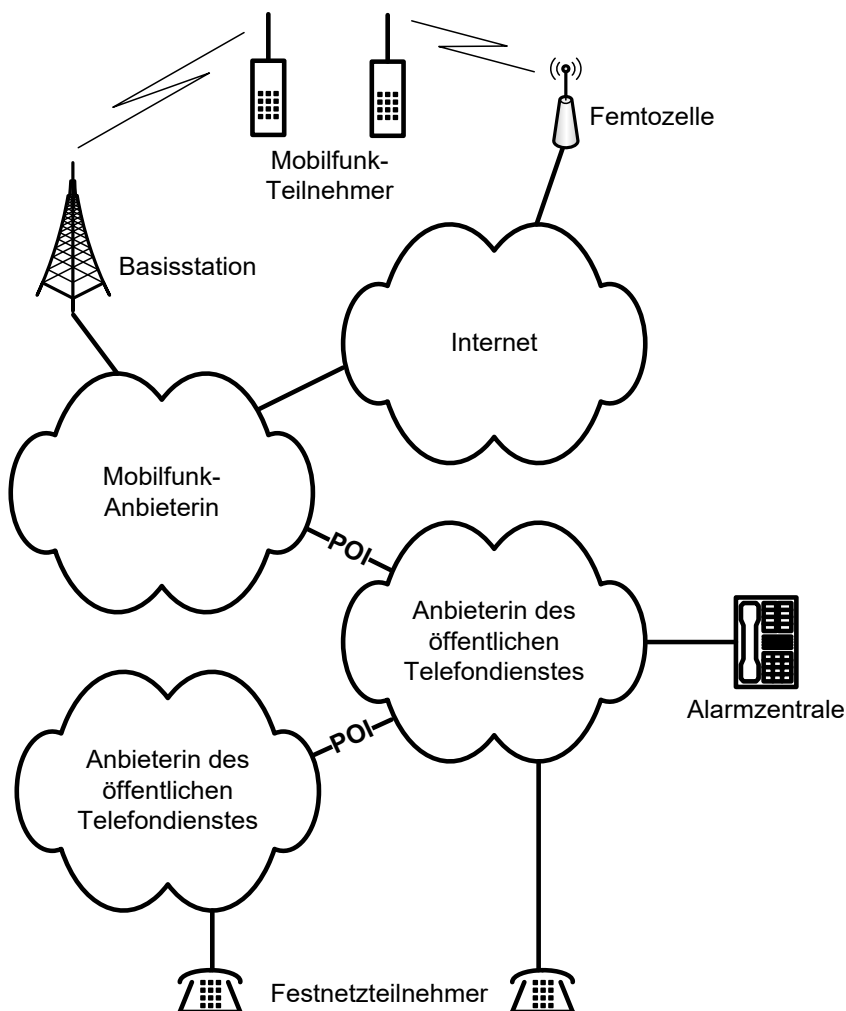 Femtozelle
Mobilfunk-
Teilnehmer
Basisstation
Internet
Mobilfunk-
Anbieterin
POI
Anbieterin des
öffentlichen
Telefondienstes
Alarmzentrale
POI
Anbieterin des
öffentlichen
Telefondienstes
Festnetzteilnehmer